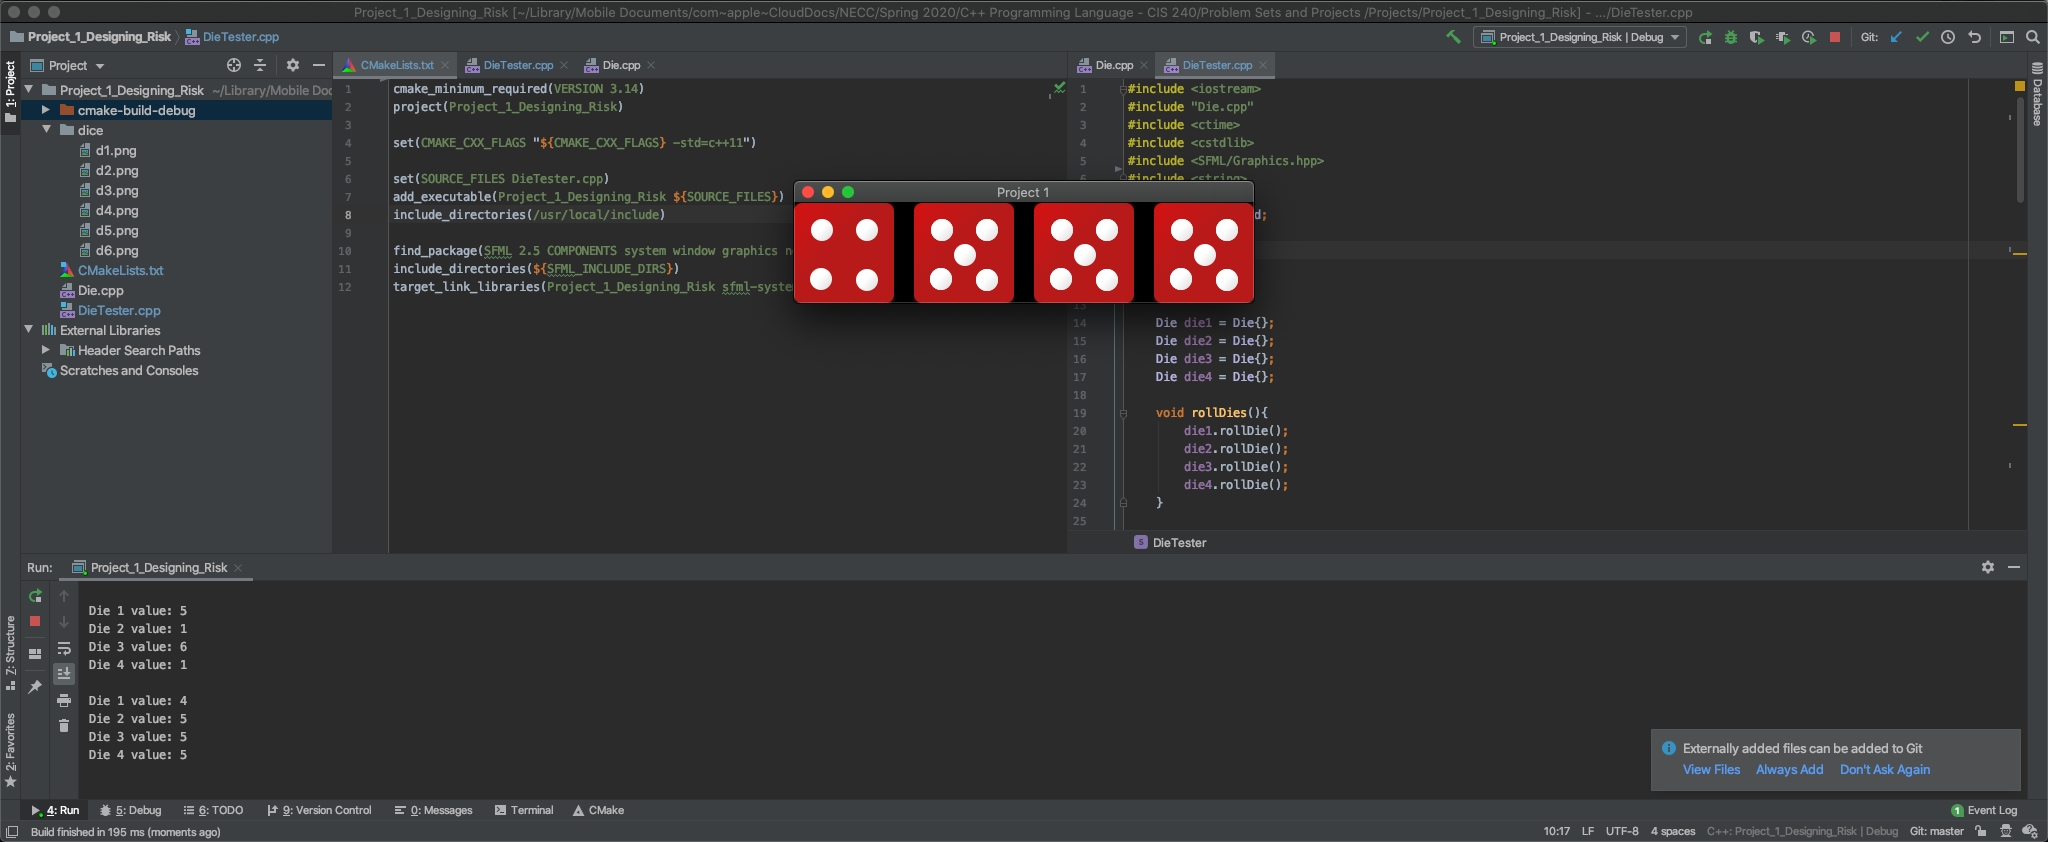 Project_1_Designing_Risk [~/Library/Mobile Documents/com~apple~CloudDocs/NECC/Spring 2020/C++ Programming Language - CIS 240/Problem Sets and Projects /Projects/Project_1_Designing_Risk] - .../DieTester.cpp
Project_1_Designing_Risk DieTester.cpp
Project_1_Designing_Risk | Debug
Git:
1: Project
Project
Project_1_Designing_Risk ~/Library/Mobile Doc
cmake-build-debug
dice
d1.png
d2.png
d3.png
d4.png
d5.png
d6.png
CMakeLists.txt
Die.cpp
DieTester.cpp
External Libraries
Header Search Paths
Scratches and Consoles
CMakeLists.txt DieTester.cpp Die.cpp
1 cmake_minimum_required(VERSION 3.14)
2 project(Project_1_Designing_Risk)
3
4 set(CMAKE_CXX_FLAGS "${CMAKE_CXX_FLAGS} -std=c++11")
5
6 set(SOURCE_FILES DieTester.cpp)
7 add_executable(Project_1_Designing_Risk ${SOURCE_FILES})
8 include_directories(/usr/local/include)
9
10 find_package(SFML 2.5 COMPONENTS system window graphics n
11 include_directories(${SFML_INCLUDE_DIRS})
12 target_link_libraries(Project_1_Designing_Risk sfml-system
Project 1
Die.cpp DieTester.cpp
1 #include <iostream>
2 #include "Die.cpp"
3 #include <ctime>
4 #include <cstdlib>
5 #include <SFML/Graphics.hpp>
#include <string>
d;
14 Die die1 = Die{};
15 Die die2 = Die{};
16 Die die3 = Die{};
17 Die die4 = Die{};
18
19 void rollDies(){
20 die1.rollDie();
21 die2.rollDie();
22 die3.rollDie();
23 die4.rollDie();
24 }
25
S DieTester
Database
Run: Project_1_Designing_Risk
Die 1 value: 5
Die 2 value: 1
Die 3 value: 6
Die 4 value: 1
Die 1 value: 4
Die 2 value: 5
Die 3 value: 5
Die 4 value: 5
Z: Structure
2: Favorites
Externally added files can be added to Git
View Files Always Add Don't Ask Again
4: Run 5: Debug 6: TODO 9: Version Control 0: Messages Terminal CMake
1 Event Log
Build finished in 195 ms (moments ago)
10:17 LF UTF-8 4 spaces C++: Project_1_Designing_Risk | Debug Git: master